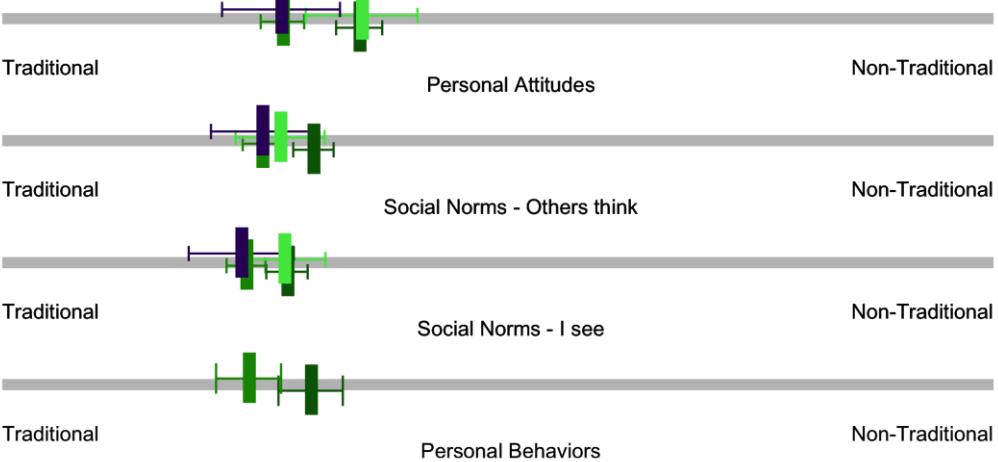 Traditional
Non-Traditional
Personal Attitudes
Traditional
Non-Traditional
Social Norms - Others think
Traditional
Non-Traditional
Social Norms - I see
Traditional
Non-Traditional
Personal Behaviors